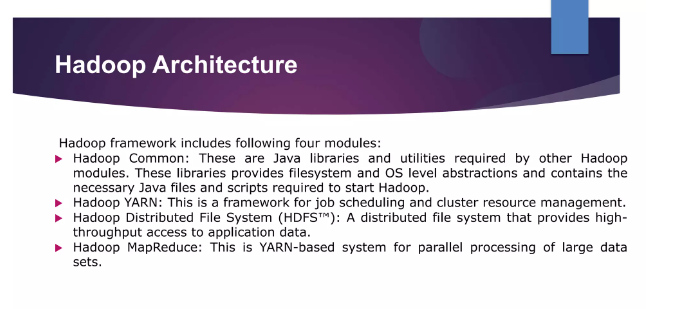 Hadoop Architecture
Hadoop framework includes following four modules:
Hadoop Common: These are Java libraries and utilities required by other Hadoop
modules. These libraries provides filesystem and OS level abstractions and contains the
necessary Java files and scripts required to start Hadoop.
Hadoop YARN: This is a framework for job scheduling and cluster resource management.
Hadoop Distributed File System (HDFS™): A distributed file system that provides high-
throughput access to application data.
Hadoop MapReduce: This is YARN-based system for parallel processing of large data
sets.